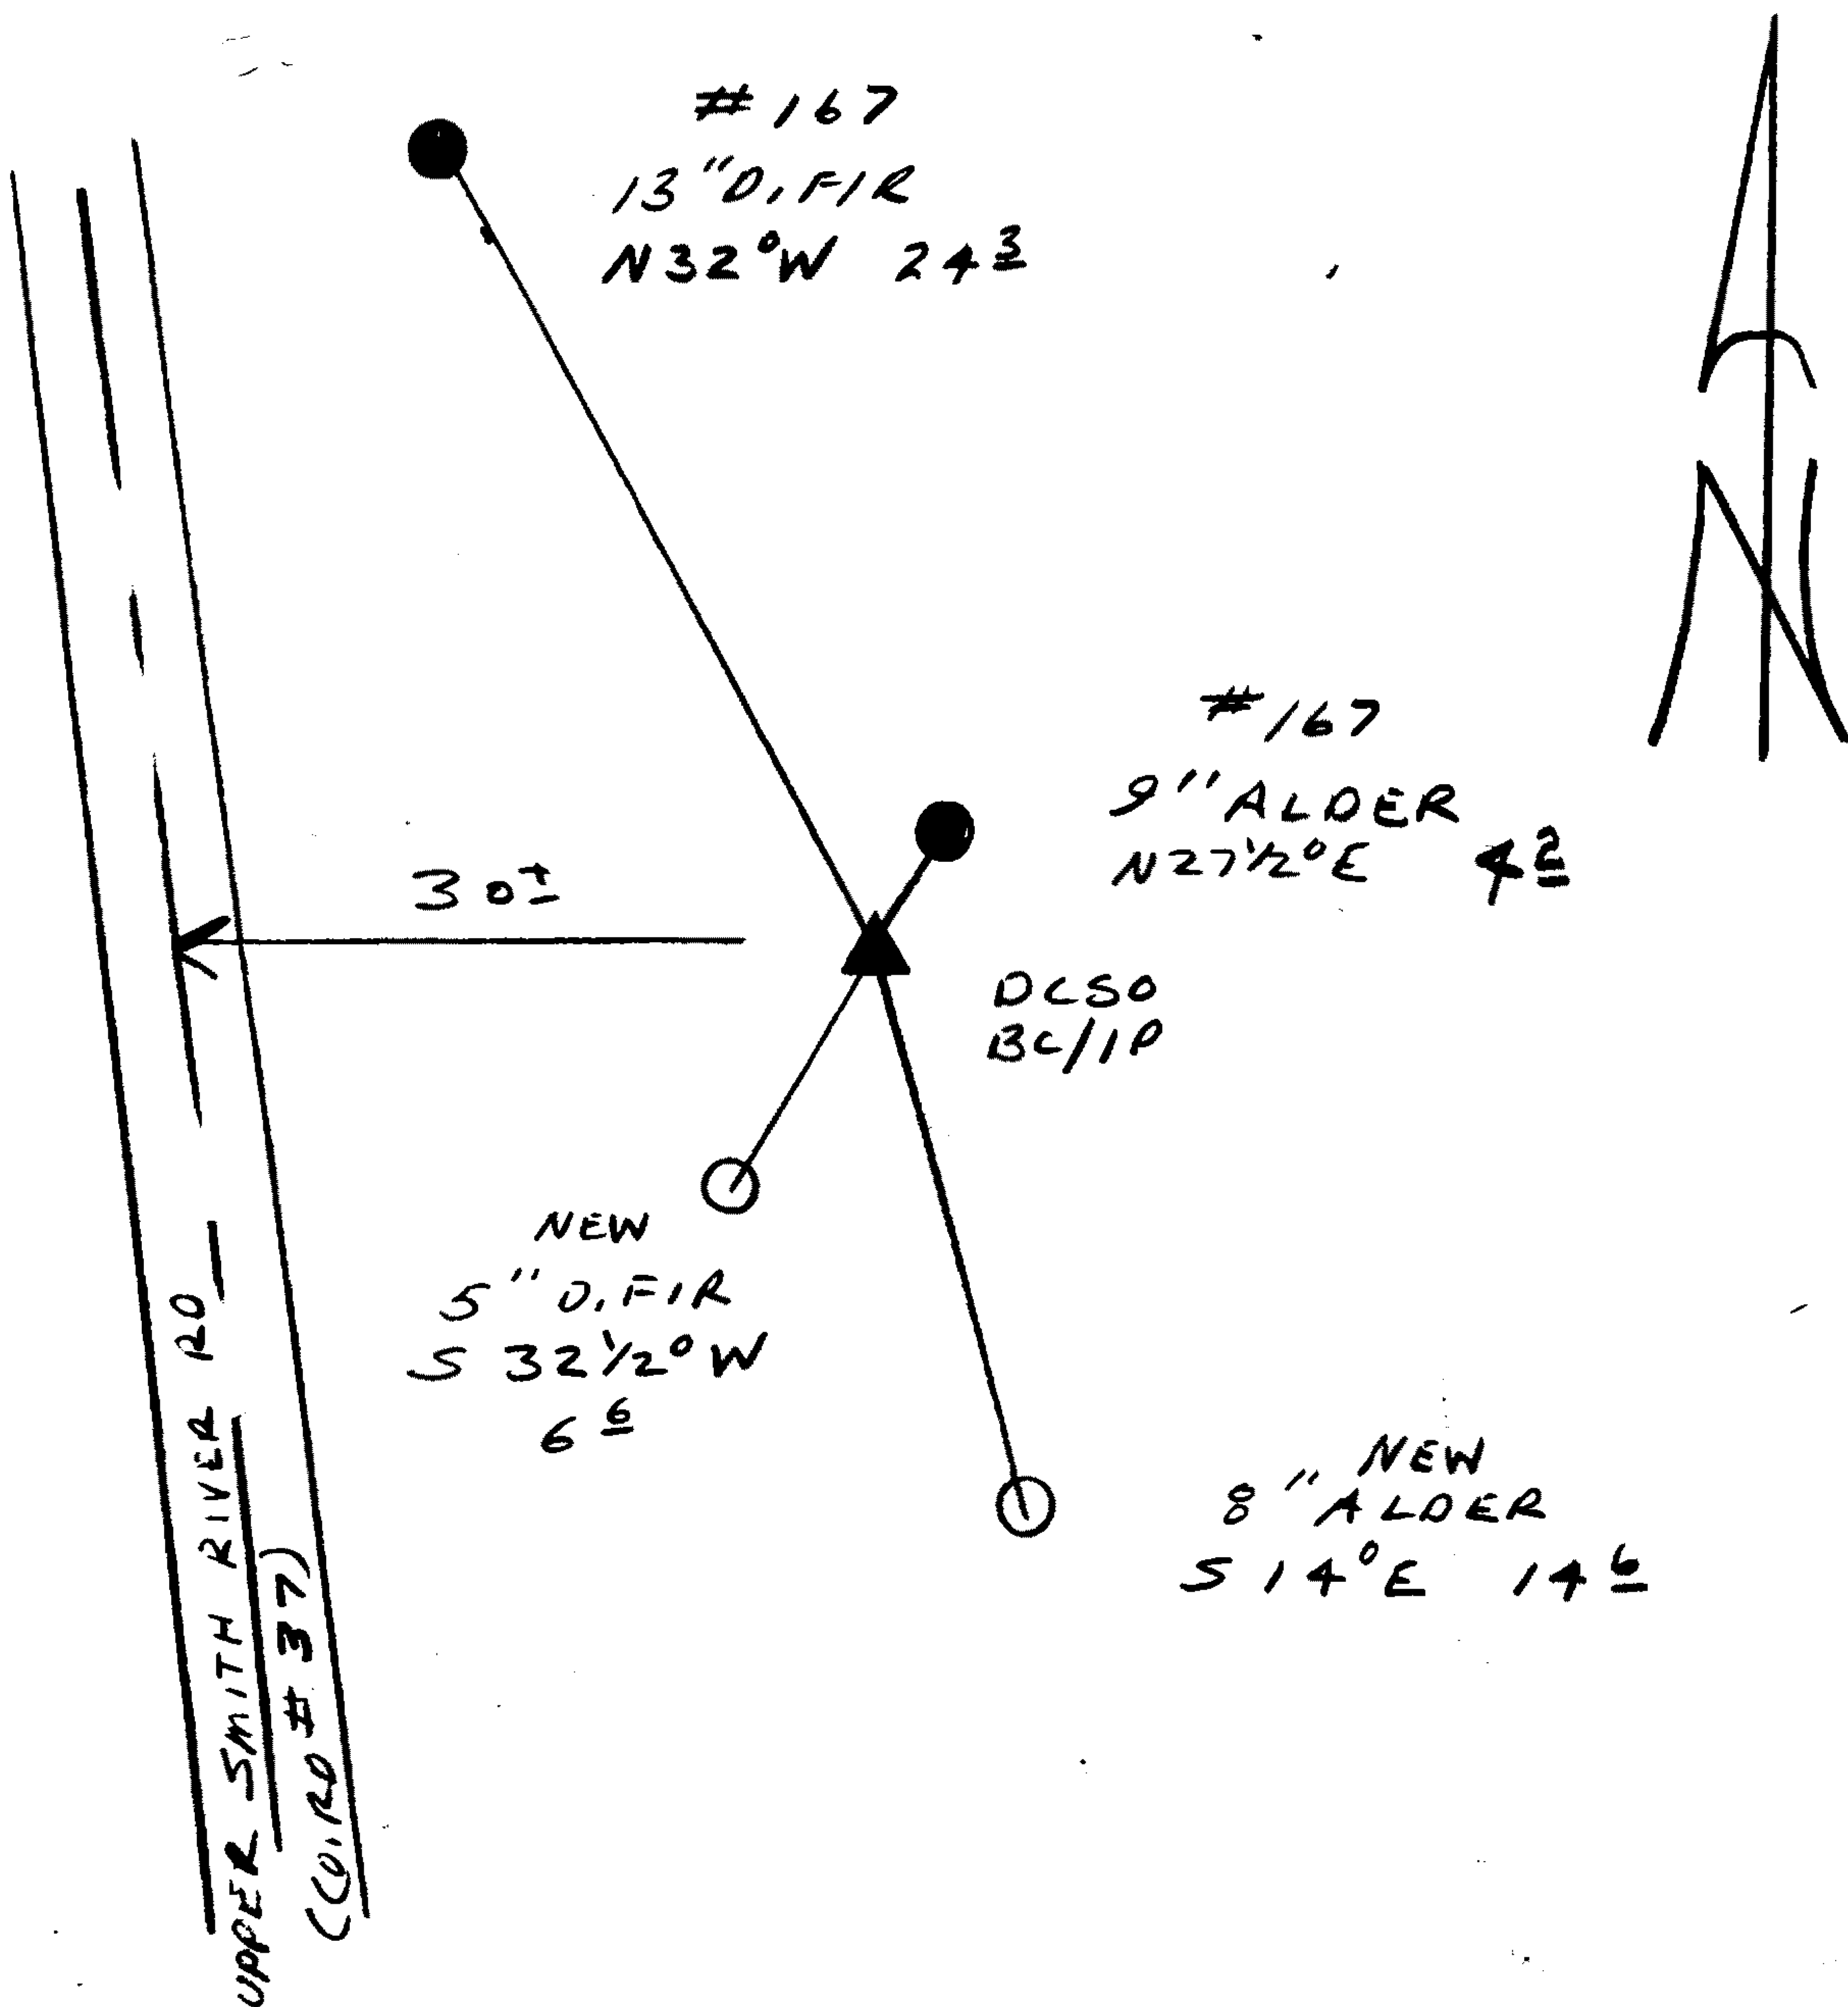 #167
13" D. FIR
N32°W 24 3
#167
9" ALDER
N27½°E 4 2
30±
DCSO
BC/IP
NEW
5" D. FIR
S 32½° W
6 6
NEW
8" ALDER
S 14° E 14 6
UPPER SMITH RIVER RD
(CO. RD # 37)
N